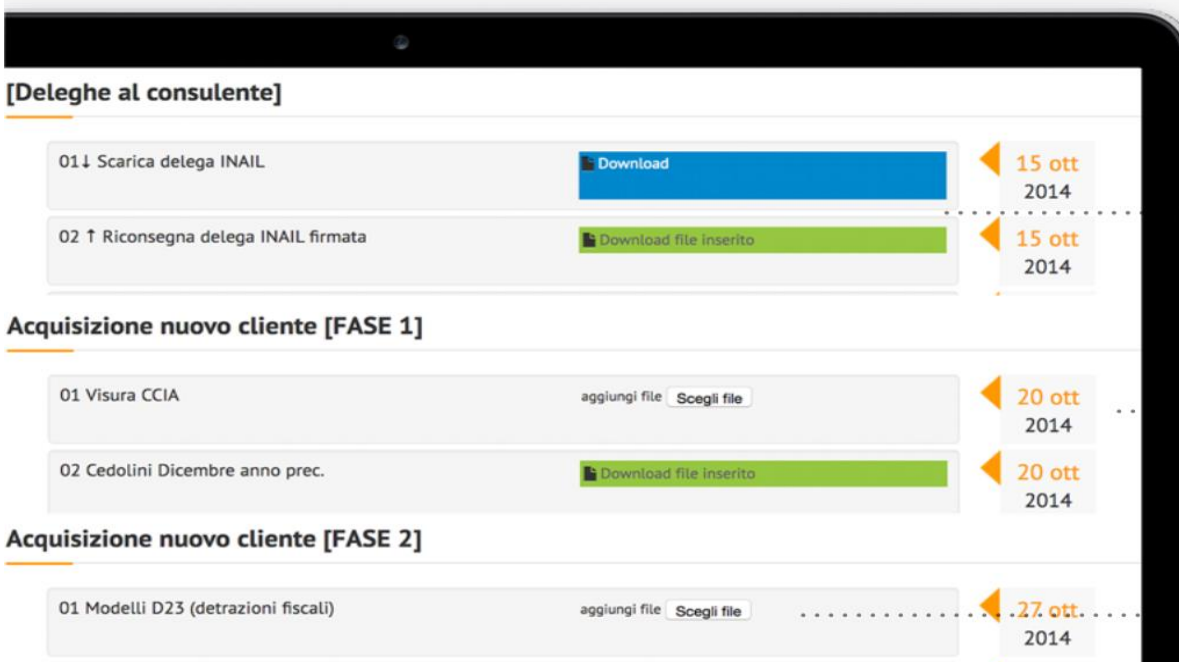 [Deleghe al consulente]
01↓ Scarica delega INAIL
Download
15 ott
2014
02 ↑ Riconsegna delega INAIL firmata
Download file inserito
15 ott
2014
Acquisizione nuovo cliente [FASE 1]
01 Visura CCIA
aggiungi file Scegli file
20 ott
2014
02 Cedolini Dicembre anno prec.
Download file inserito
20 ott
2014
Acquisizione nuovo cliente [FASE 2]
01 Modelli D23 (detrazioni fiscali)
aggiungi file Scegli file
27 ott
2014